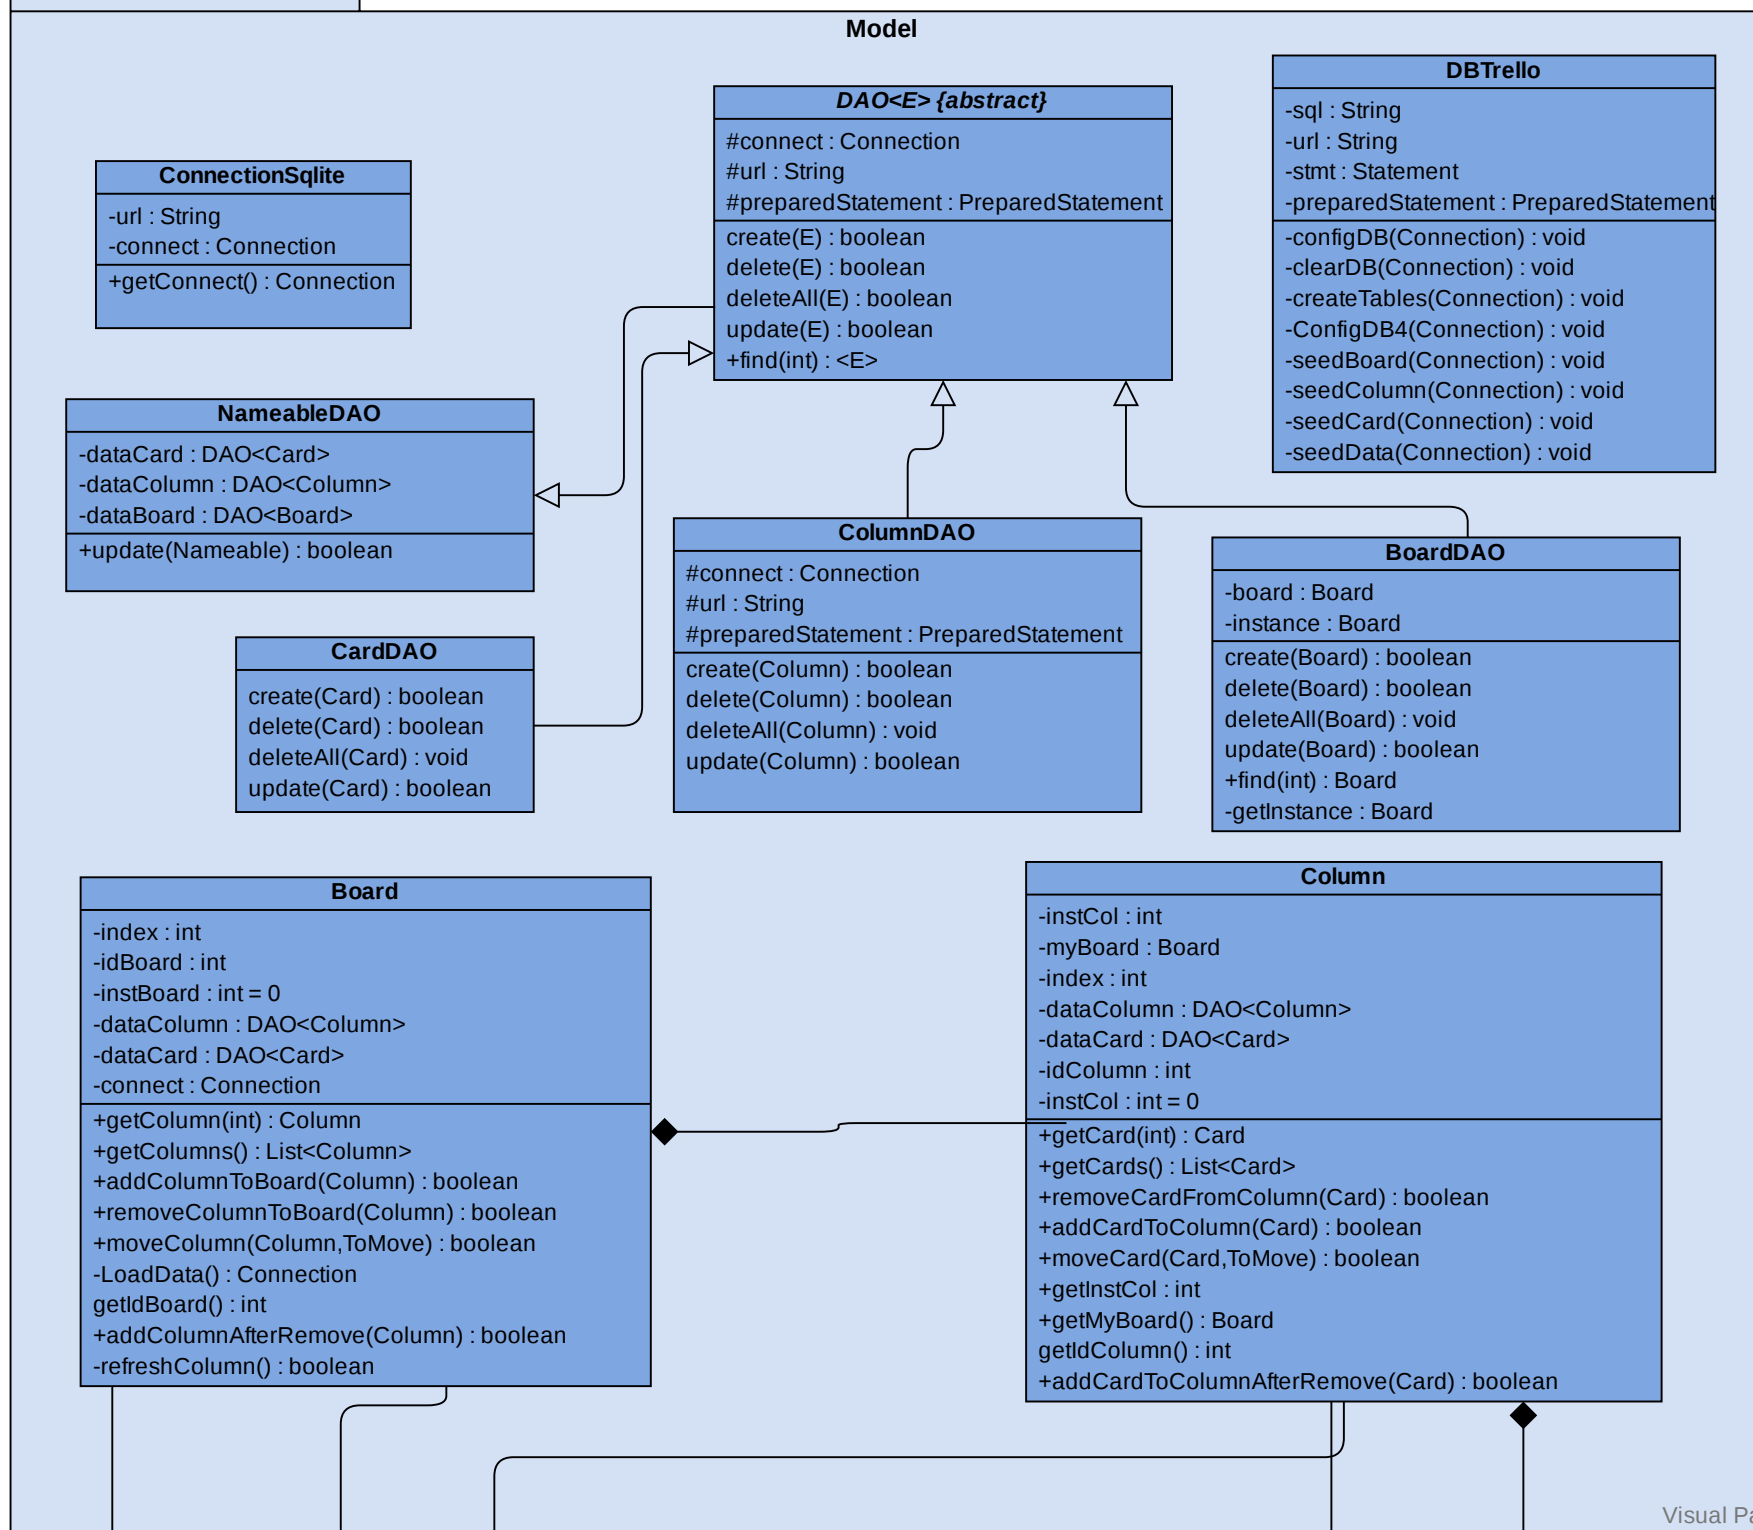 Model
ConnectionSqlite
-url : String
-connect : Connection
+getConnect() : Connection
DAO<E> {abstract}
#connect : Connection
#url : String
#preparedStatement : PreparedStatement
create(E) : boolean
delete(E) : boolean
deleteAll(E) : boolean
update(E) : boolean
+find(int) : <E>
DBTrello
-sql : String
-url : String
-stmt : Statement
-preparedStatement : PreparedStatement
-configDB(Connection) : void
-clearDB(Connection) : void
-createTables(Connection) : void
-ConfigDB4(Connection) : void
-seedBoard(Connection) : void
-seedColumn(Connection) : void
-seedCard(Connection) : void
-seedData(Connection) : void
NameableDAO
-dataCard : DAO<Card>
-dataColumn : DAO<Column>
-dataBoard : DAO<Board>
+update(Nameable) : boolean
CardDAO
create(Card) : boolean
delete(Card) : boolean
deleteAll(Card) : void
update(Card) : boolean
ColumnDAO
#connect : Connection
#url : String
#preparedStatement : PreparedStatement
create(Column) : boolean
delete(Column) : boolean
deleteAll(Column) : void
update(Column) : boolean
BoardDAO
-board : Board
-instance : Board
create(Board) : boolean
delete(Board) : boolean
deleteAll(Board) : void
update(Board) : boolean
+find(int) : Board
-getInstance : Board
Board
-index : int
-idBoard : int
-instBoard : int = 0
-dataColumn : DAO<Column>
-dataCard : DAO<Card>
-connect : Connection
+getColumn(int) : Column
+getColumns() : List<Column>
+addColumnToBoard(Column) : boolean
+removeColumnToBoard(Column) : boolean
+moveColumn(Column,ToMove) : boolean
-LoadData() : Connection
getIdBoard() : int
+addColumnAfterRemove(Column) : boolean
-refreshColumn() : boolean
Column
-instCol : int
-myBoard : Board
-index : int
-dataColumn : DAO<Column>
-dataCard : DAO<Card>
-idColumn : int
-instCol : int = 0
+getCard(int) : Card
+getCards() : List<Card>
+removeCardFromColumn(Card) : boolean
+addCardToColumn(Card) : boolean
+moveCard(Card,ToMove) : boolean
+getInstCol : int
+getMyBoard() : Board
getIdColumn() : int
+addCardToColumnAfterRemove(Card) : boolean
Visual